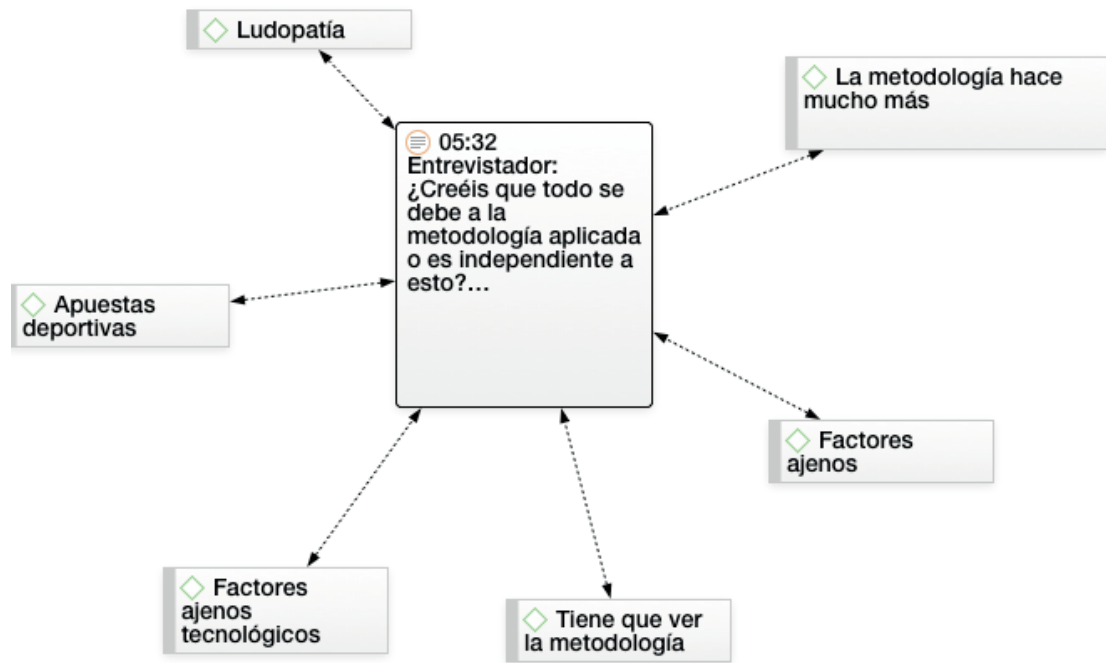 Ludopatía
La metodología hace
mucho más
05:32
Entrevistador:
¿Creéis que todo se
debe a la
metodología aplicada
o es independiente a
esto?...
Apuestas
deportivas
Factores
ajenos
Factores
ajenos
tecnológicos
Tiene que ver
la metodología